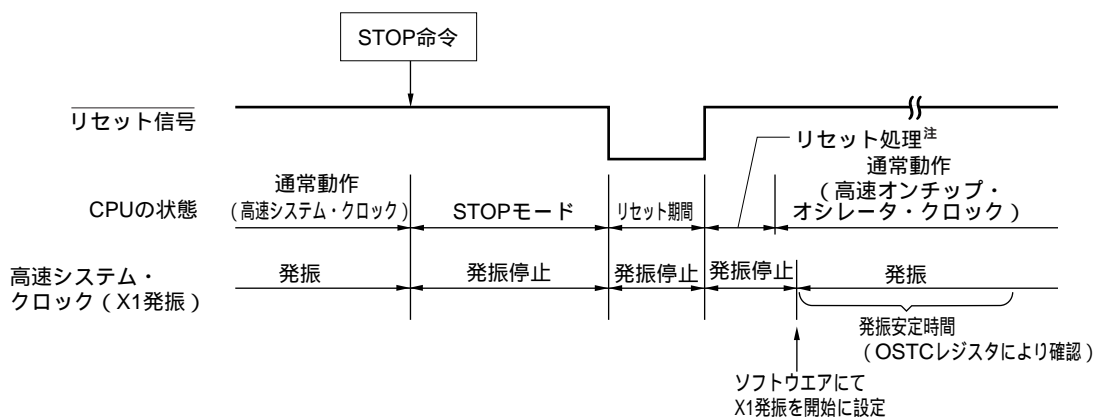 STOP命令
リセット信号
リセット処理注
通常動作
(高速オンチップ・
オシレータ・クロック)
CPUの状態
通常動作
(高速システム・クロック)
STOPモード
リセット期間
高速システム・
クロック(X1発振)
発振
発振停止
発振停止
発振停止
発振
発振安定時間
(OSTCレジスタにより確認)
ソフトウエアにて
X1発振を開始に設定